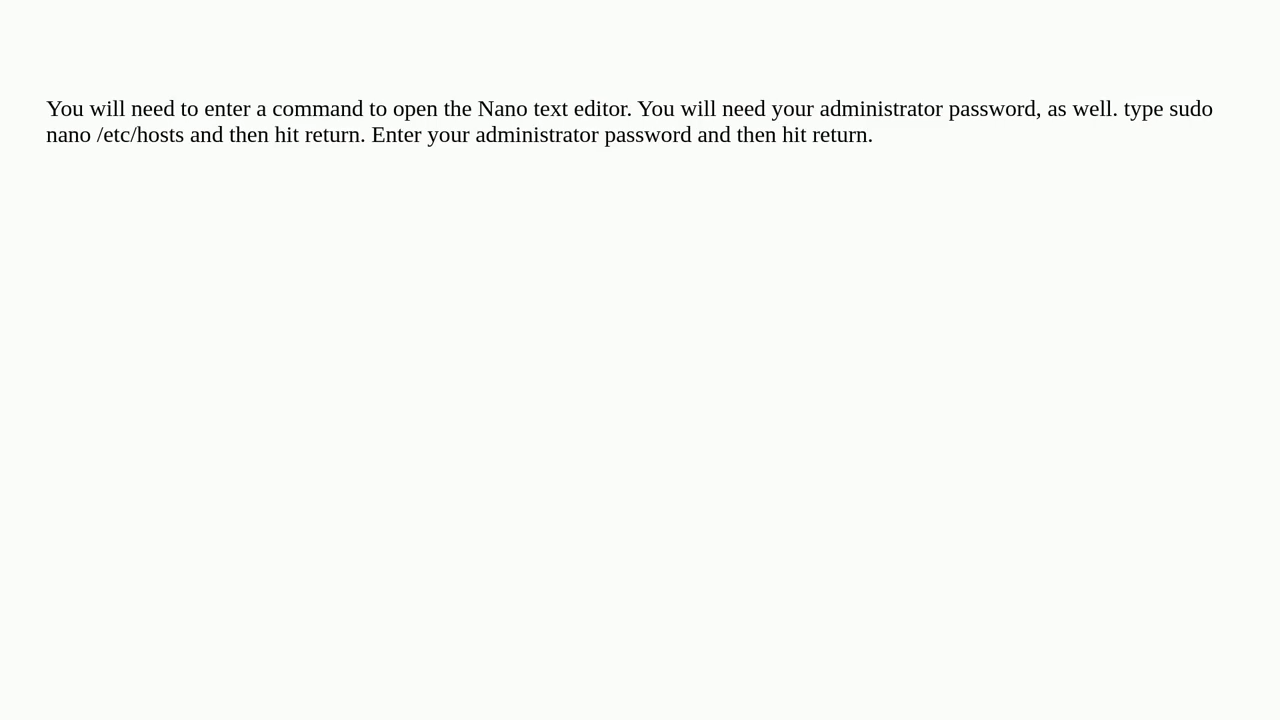 You will need to enter a command to open the Nano text editor. You will need your administrator password, as well. type sudo
nano /etc/hosts and then hit return. Enter your administrator password and then hit return.